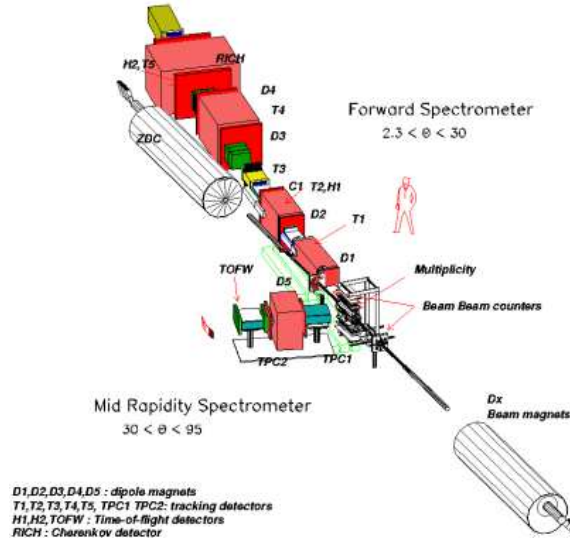 RICH
H2,T5
D4
T4
Forward Spectrometer
2.3 < θ < 30
D3
ZDC
T3
C1
T2,H1
D2
T1
D1
TOFW
D5
Multiplicity
Beam Beam counters
TPC2
TPC1
Mid Rapidity Spectrometer
30 < θ < 95
Dx
Beam magnets
D1,D2,D3,D4,D5 : dipole magnets
T1,T2,T3,T4,T5, TPC1 TPC2: tracking detectors
H1,H2,TOFW : Time-of-flight detectors
RICH : Cherenkov detector